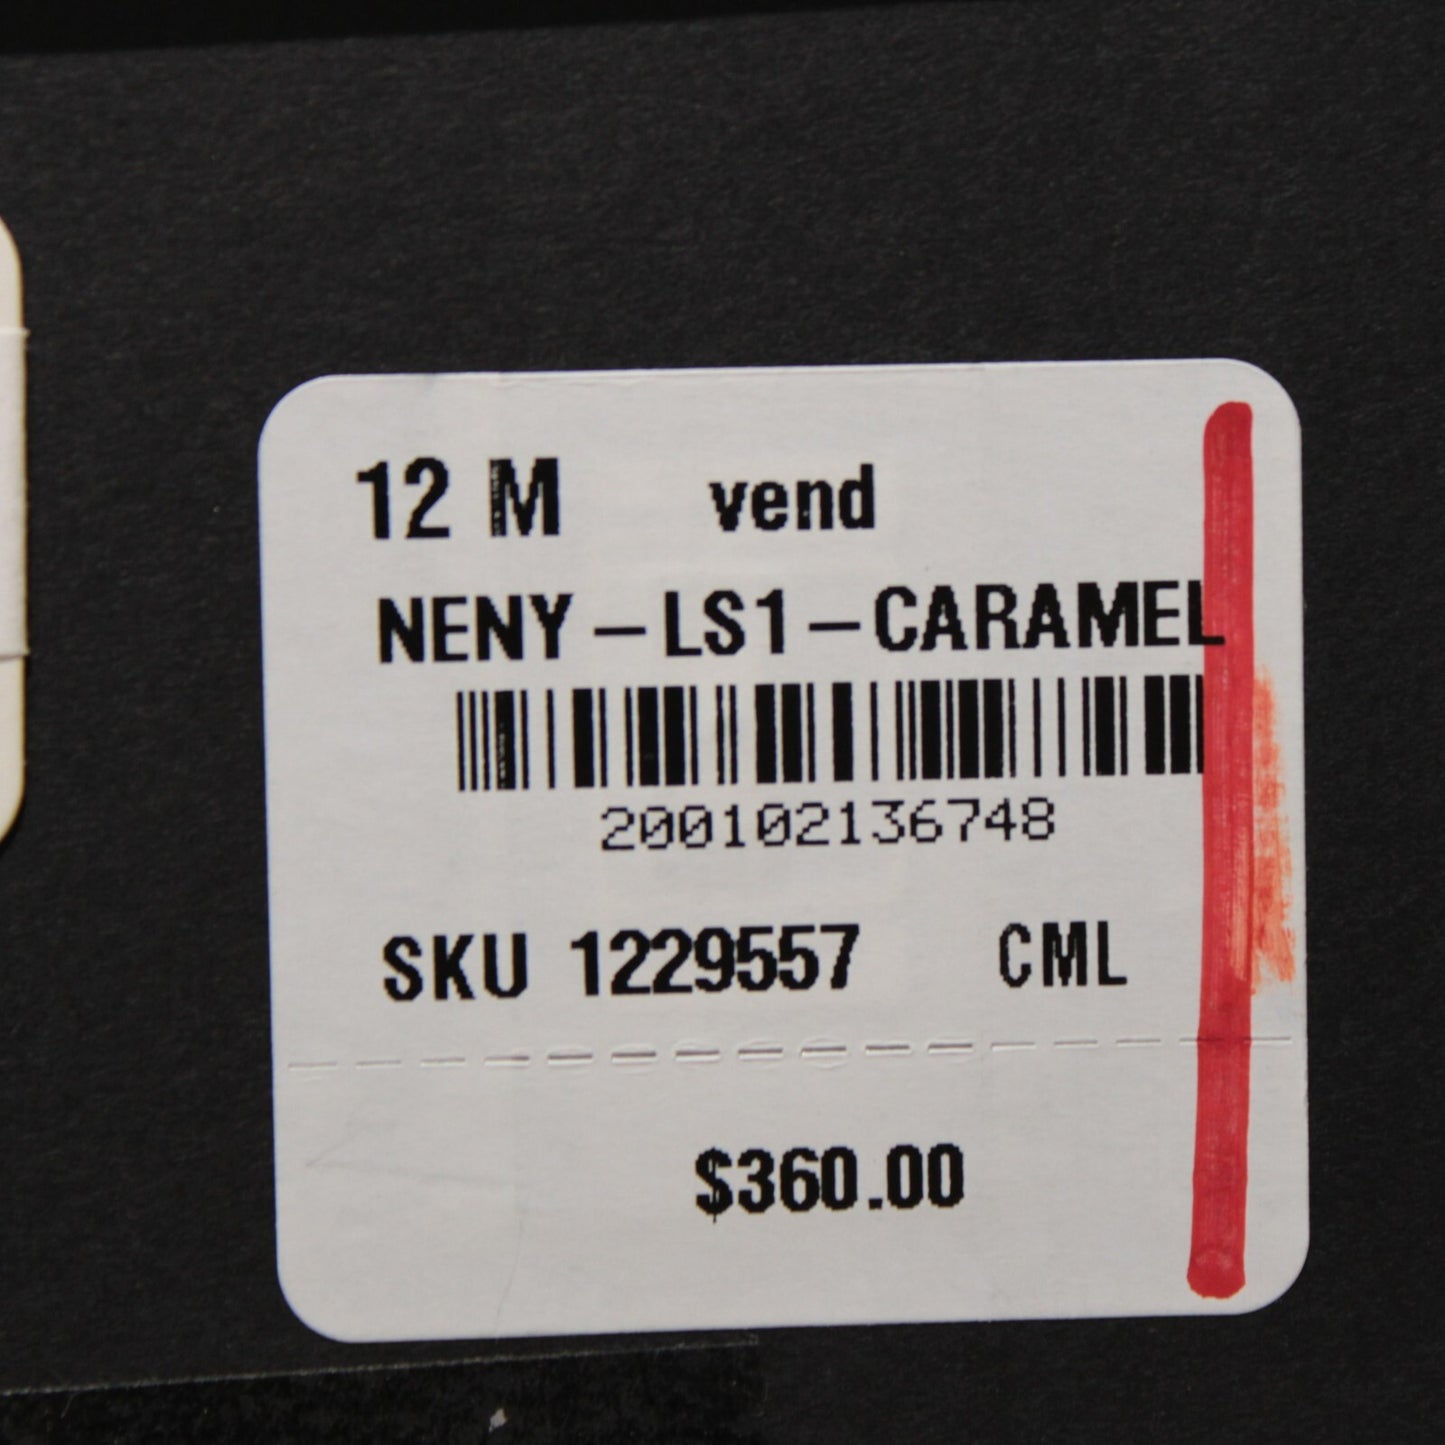 12 M vend
NENY-LS1-CARAMEL
200102136748
SKU 1229557 CML
$360.00